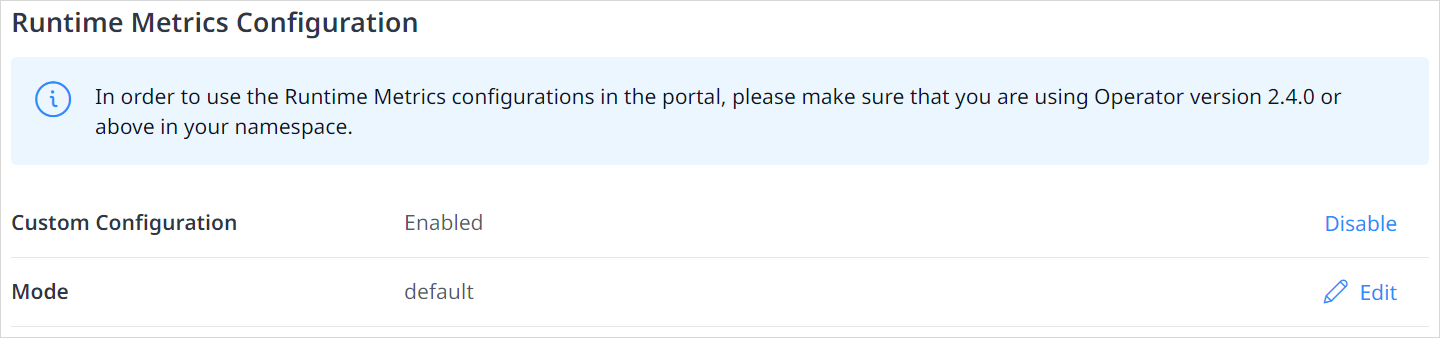 Runtime Metrics Configuration
In order to use the Runtime Metrics configurations in the portal, please make sure that you are using Operator version 2.4.0 or
above in your namespace.
Custom Configuration Enabled Disable
Mode default Edit